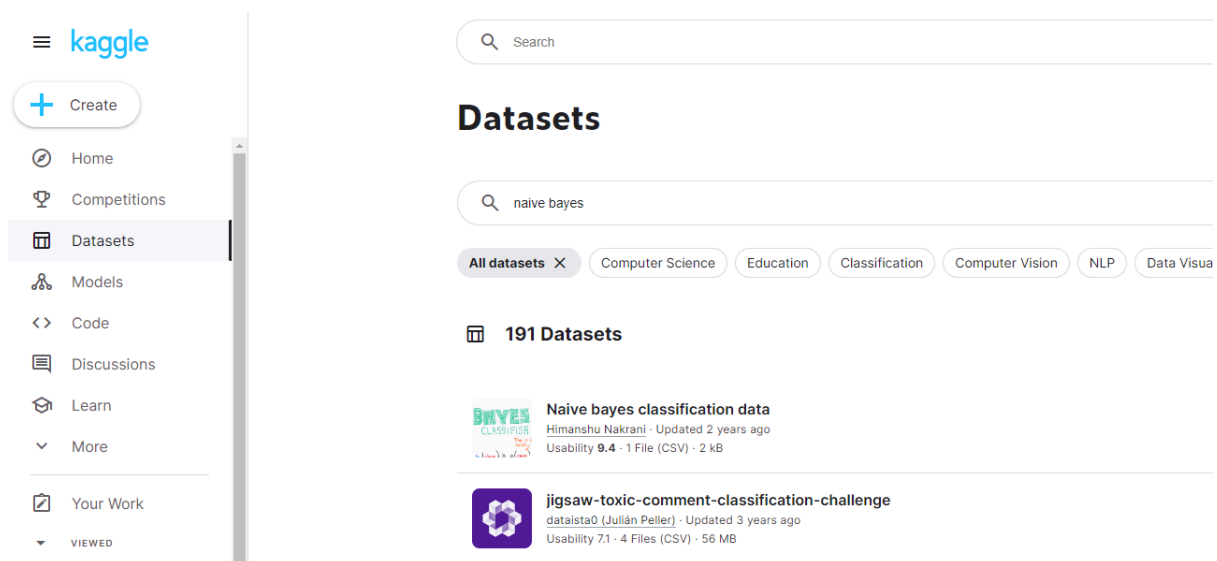 kaggle
Create
Home
Competitions
Datasets
Models
Code
Discussions
Learn
More
Your Work
VIEWED
Search
Datasets
naive bayes
All datasets Computer Science Education Classification Computer Vision NLP Data Visua
191 Datasets
BAYES
CLASSIFIER
Naive bayes classification data
Himanshu Nakrani · Updated 2 years ago
Usability 9.4 · 1 File (CSV) · 2 kB
jigsaw-toxic-comment-classification-challenge
dataista0 (Julián Peller) · Updated 3 years ago
Usability 7.1 · 4 Files (CSV) · 56 MB